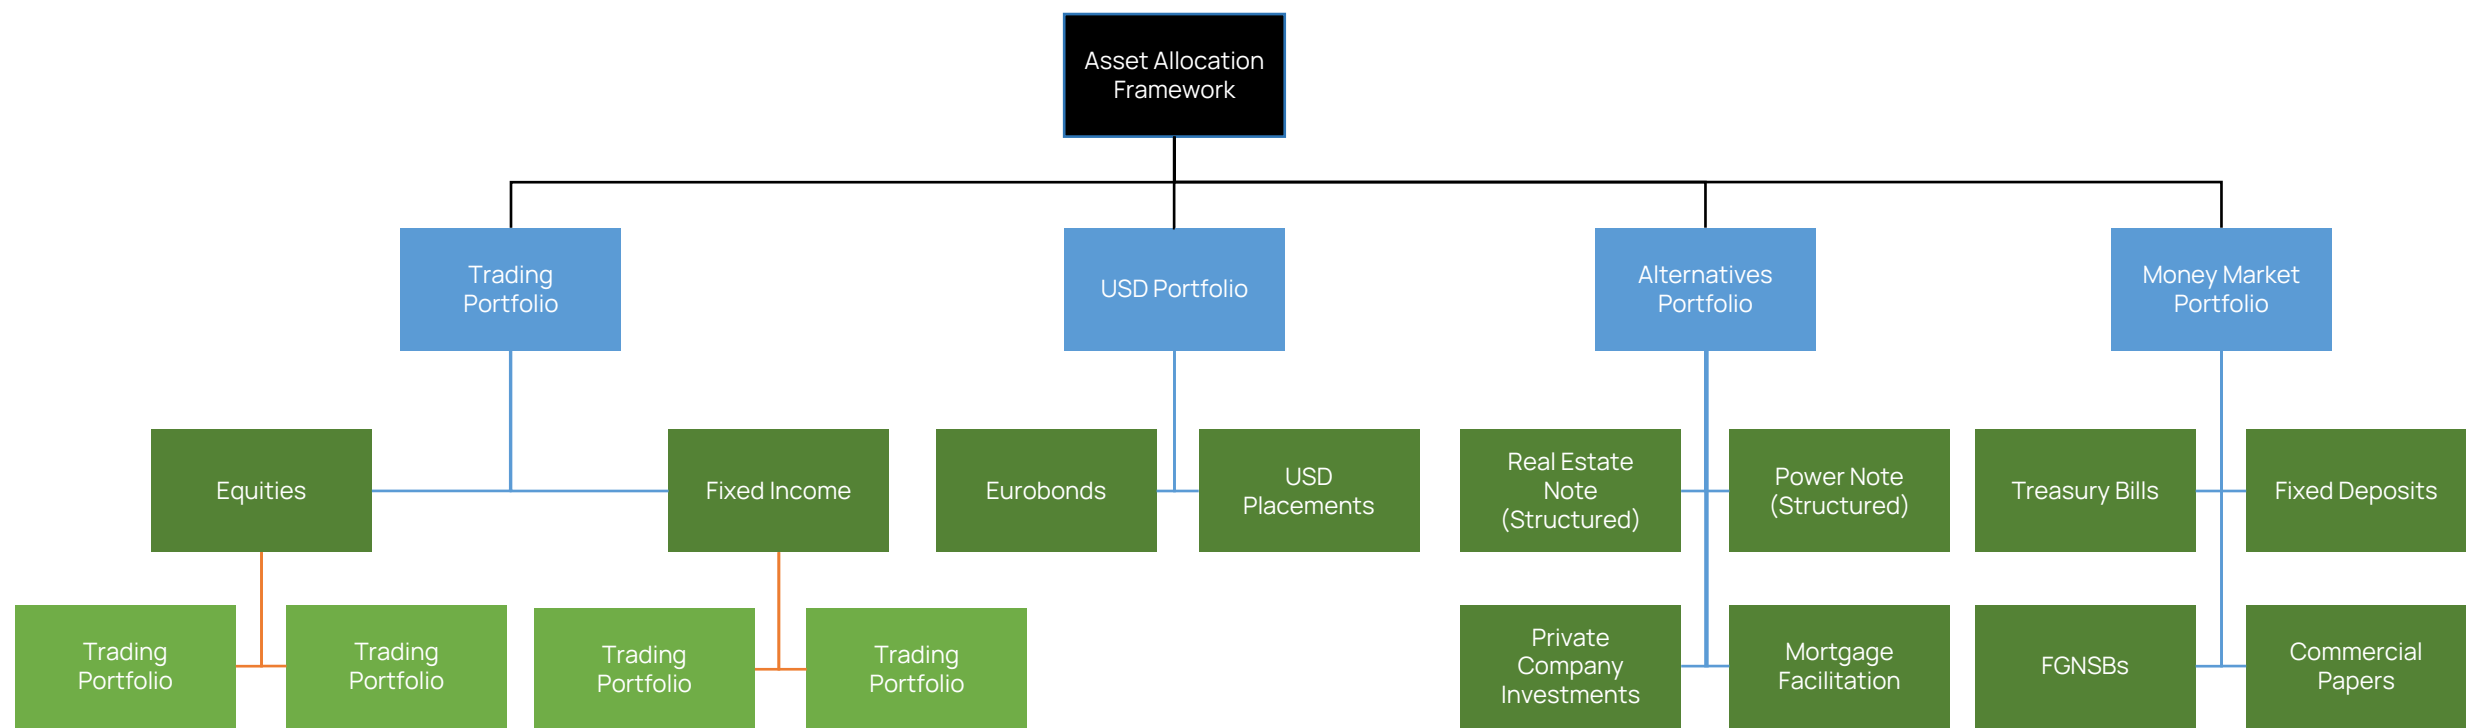 Asset Allocation
Framework
Trading
Portfolio
USD Portfolio
Alternatives
Portfolio
Money Market
Portfolio
Equities
Fixed Income
Eurobonds
USD
Placements
Real Estate
Note
(Structured)
Power Note
(Structured)
Treasury Bills
Fixed Deposits
Trading
Portfolio
Trading
Portfolio
Trading
Portfolio
Trading
Portfolio
Private
Company
Investments
Mortgage
Facilitation
FGNSBs
Commercial
Papers